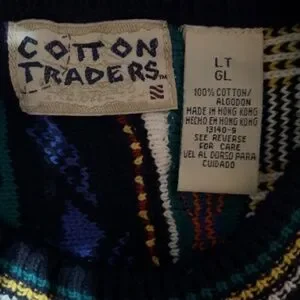 COTTON
TRADERS™
LT
GL
100% COTTON/
ALGODON
MADE IN HONG KONG
HECHO EN HONG KONG
13140-9
SEE REVERSE
FOR CARE
VEL AL DORSO PARA
CUIDADO